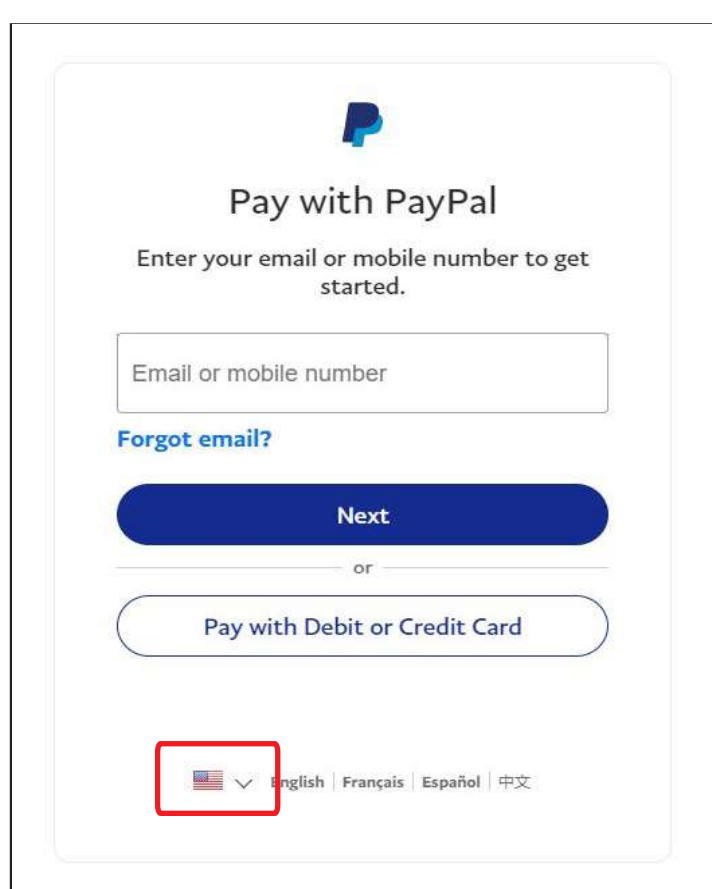 Pay with PayPal
Enter your email or mobile number to get
started.
Email or mobile number
Forgot email?
Next
or
Pay with Debit or Credit Card
English | Français | Español | 中文